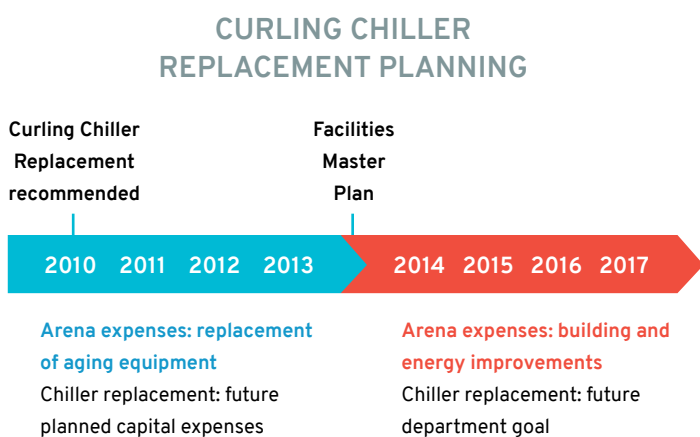 CURLING CHILLER
REPLACEMENT PLANNING
Curling Chiller
Replacement
recommended
Facilities
Master
Plan
2010 2011 2012 2013 2014 2015 2016 2017
Arena expenses: replacement
of aging equipment
Chiller replacement: future
planned capital expenses
Arena expenses: building and
energy improvements
Chiller replacement: future
department goal